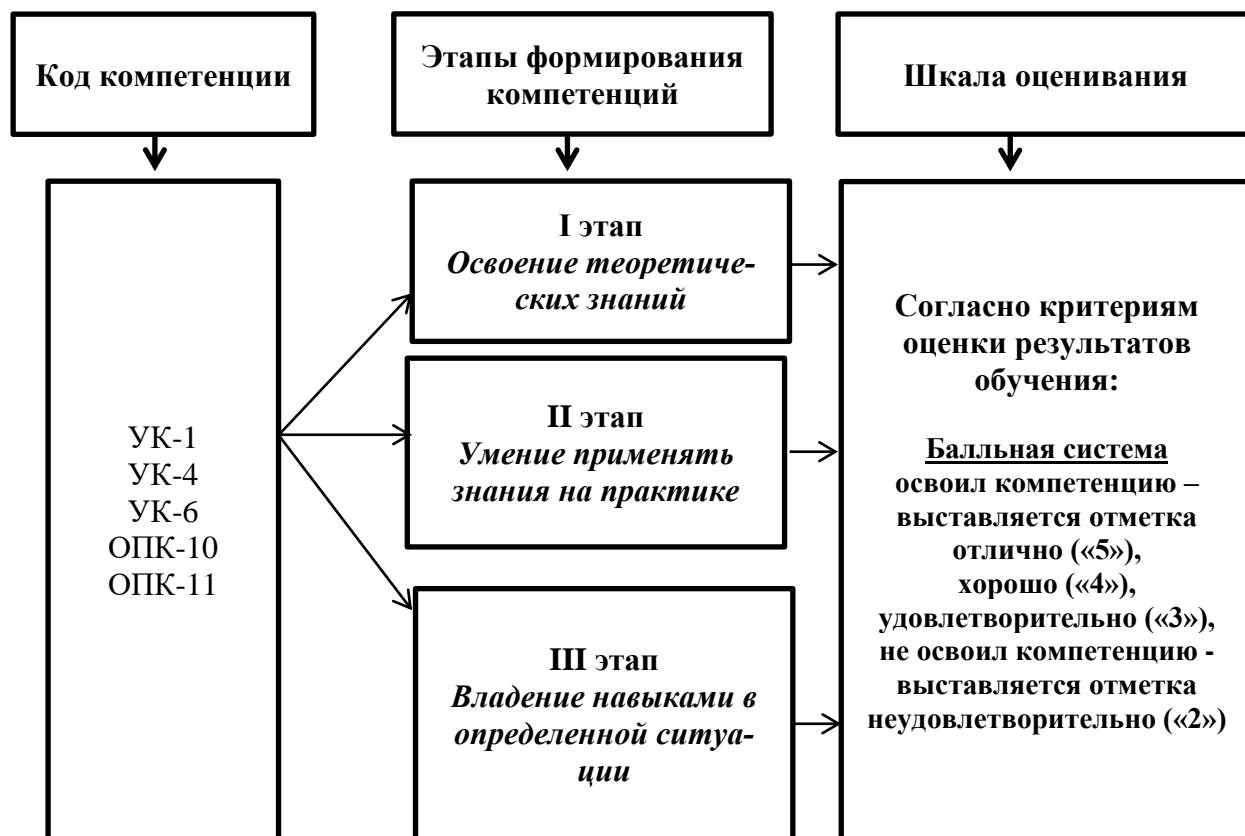 Код компетенции
Этапы формирования
компетенций
Шкала оценивания
УК-1
УК-4
УК-6
ОПК-10
ОПК-11
I этап
Освоение теоретиче-
ских знаний
II этап
Умение применять
знания на практике
III этап
Владение навыками в
определенной ситуа-
ции
Согласно критериям
оценки результатов
обучения:
Балльная система
освоил компетенцию –
выставляется отметка
отлично («5»),
хорошо («4»),
удовлетворительно («3»),
не освоил компетенцию -
выставляется отметка
неудовлетворительно («2»)